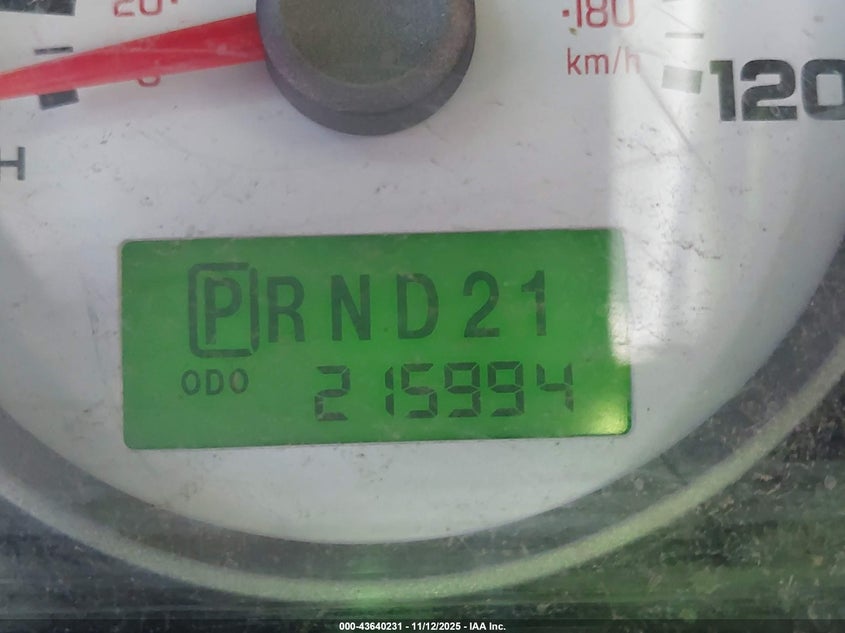 20
180
km/h
120
H
PRND21
ODO 215994
000-43640231 - 11/12/2025 - IAA Inc.